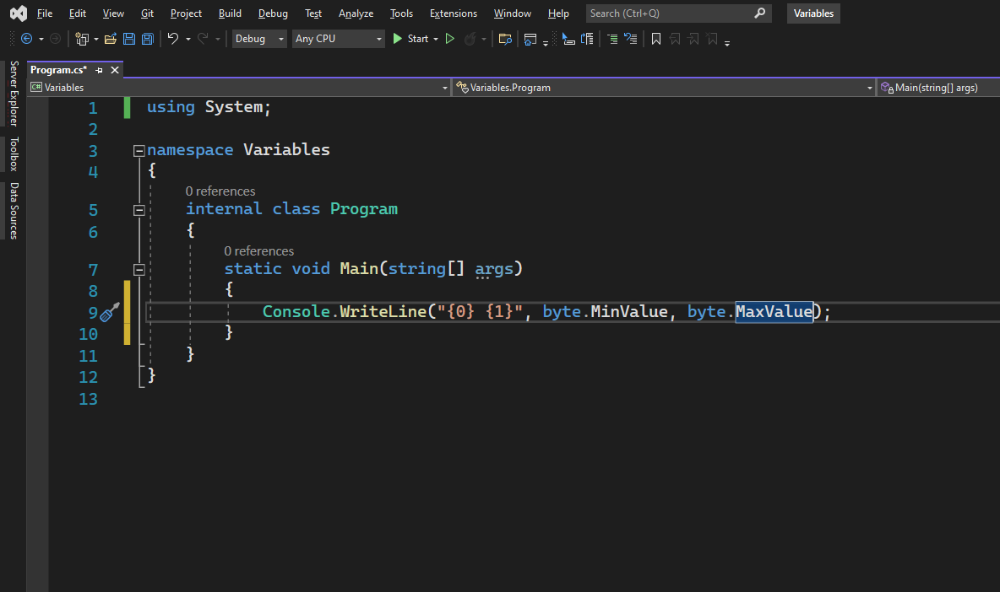 File Edit View Git Project Build Debug Test Analyze Tools Extensions Window Help Search (Ctrl+Q) Variables
Debug Any CPU Start
Server Explorer
Toolbox
Data Sources
Program.cs*
C# Variables Variables.Program Main(string[] args)
1 using System;
2
3 namespace Variables
4 {
0 references
5 internal class Program
6 {
0 references
7 static void Main(string[] args)
8 {
9 Console.WriteLine("{0} {1}", byte.MinValue, byte.MaxValue);
10 }
11 }
12 }
13